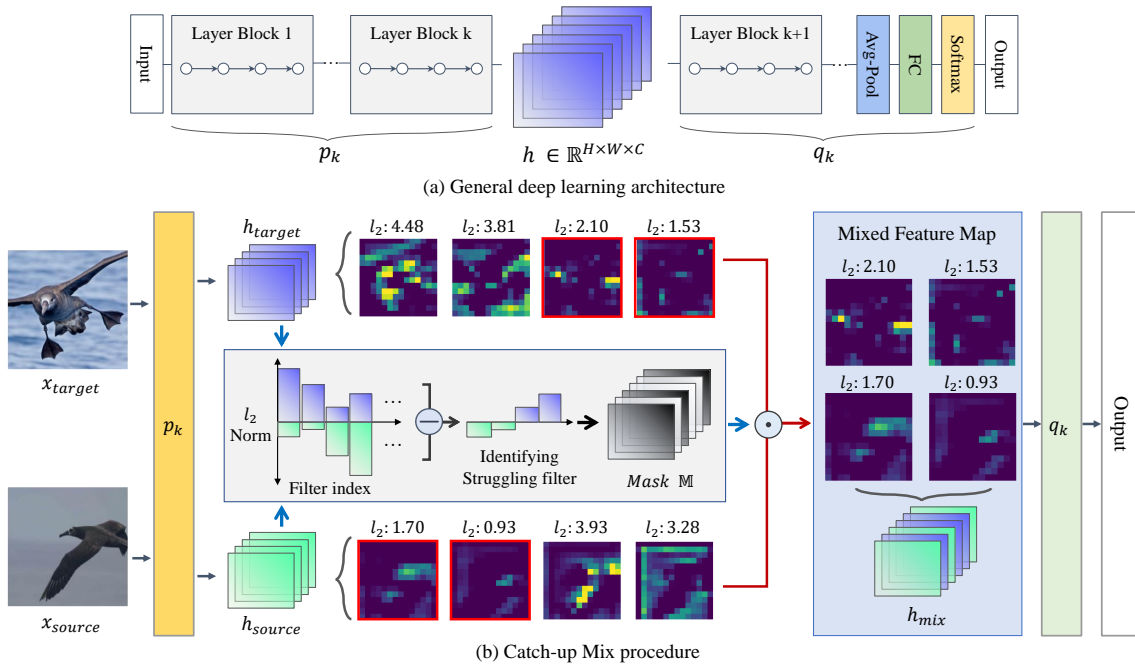 Input
Layer Block 1
...
Layer Block k
Layer Block k+1
...
Avg-Pool
FC
Softmax
Output
p_k
h ∈ ℝ^{H×W×C}
q_k
(a) General deep learning architecture
x_target
x_source
p_k
h_target
l_2: 4.48
l_2: 3.81
l_2: 2.10
l_2: 1.53
l_2
Norm
...
...
Filter index
Identifying
Struggling filter
Mask 𝕄
h_source
l_2: 1.70
l_2: 0.93
l_2: 3.93
l_2: 3.28
Mixed Feature Map
l_2: 2.10
l_2: 1.53
l_2: 1.70
l_2: 0.93
h_mix
q_k
Output
(b) Catch-up Mix procedure